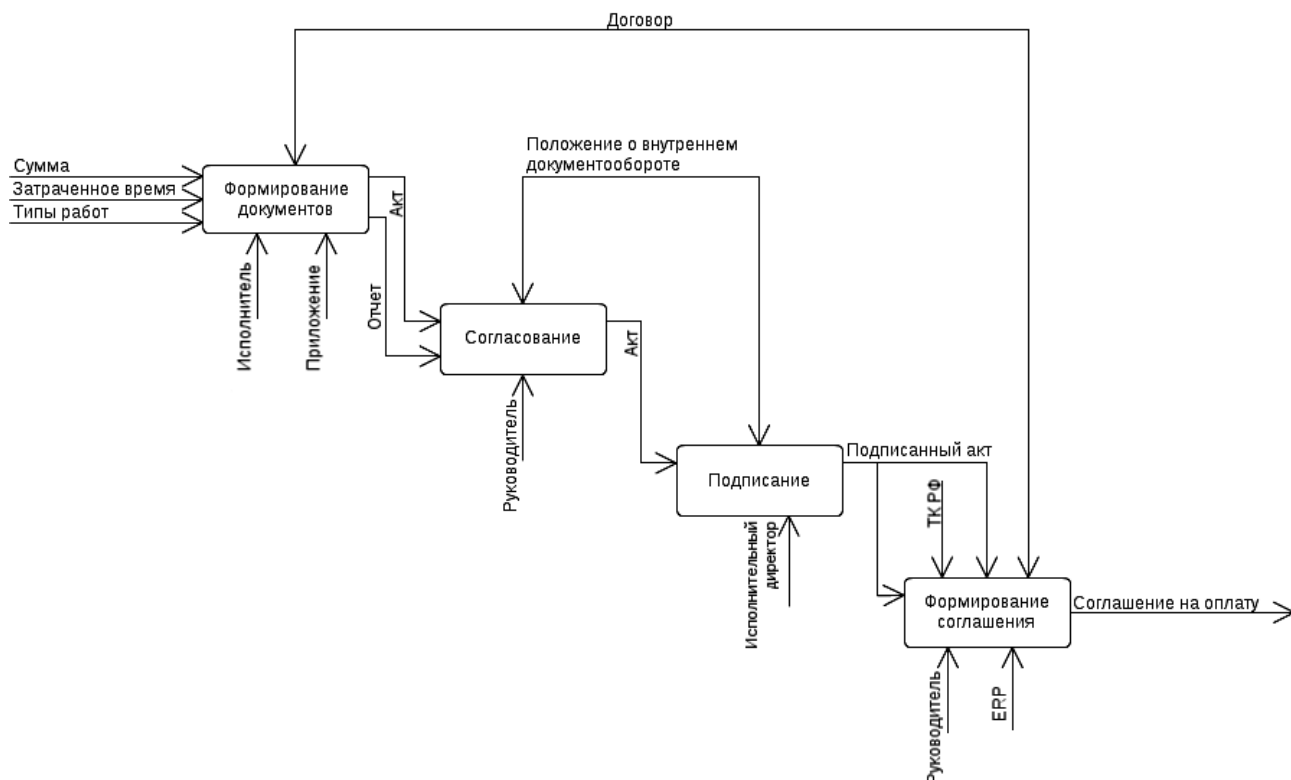 Договор
Положение о внутреннем
документообороте
Сумма
Затраченное время
Типы работ
Формирование
документов
Акт
Отчет
Исполнитель
Приложение
Согласование
Акт
Руководитель
Подписание
Подписанный акт
Исполнительный
директор
ТК РФ
Формирование
соглашения
Соглашение на оплату
Руководитель
ERP